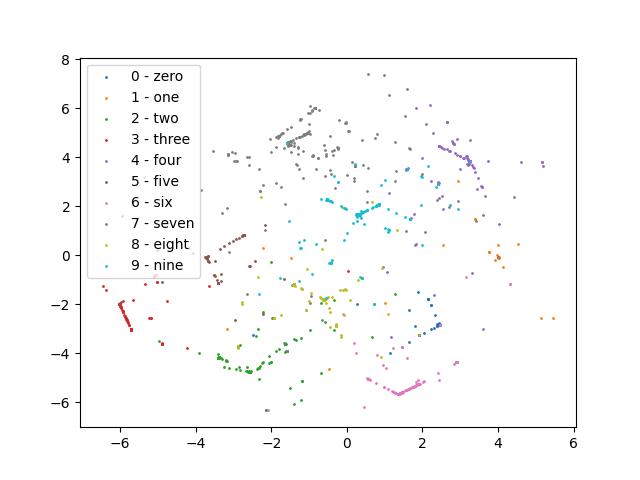 8
6
4
2
0
−2
−4
−6
0 - zero
1 - one
2 - two
3 - three
4 - four
5 - five
6 - six
7 - seven
8 - eight
9 - nine
−6 −4 −2 0 2 4 6